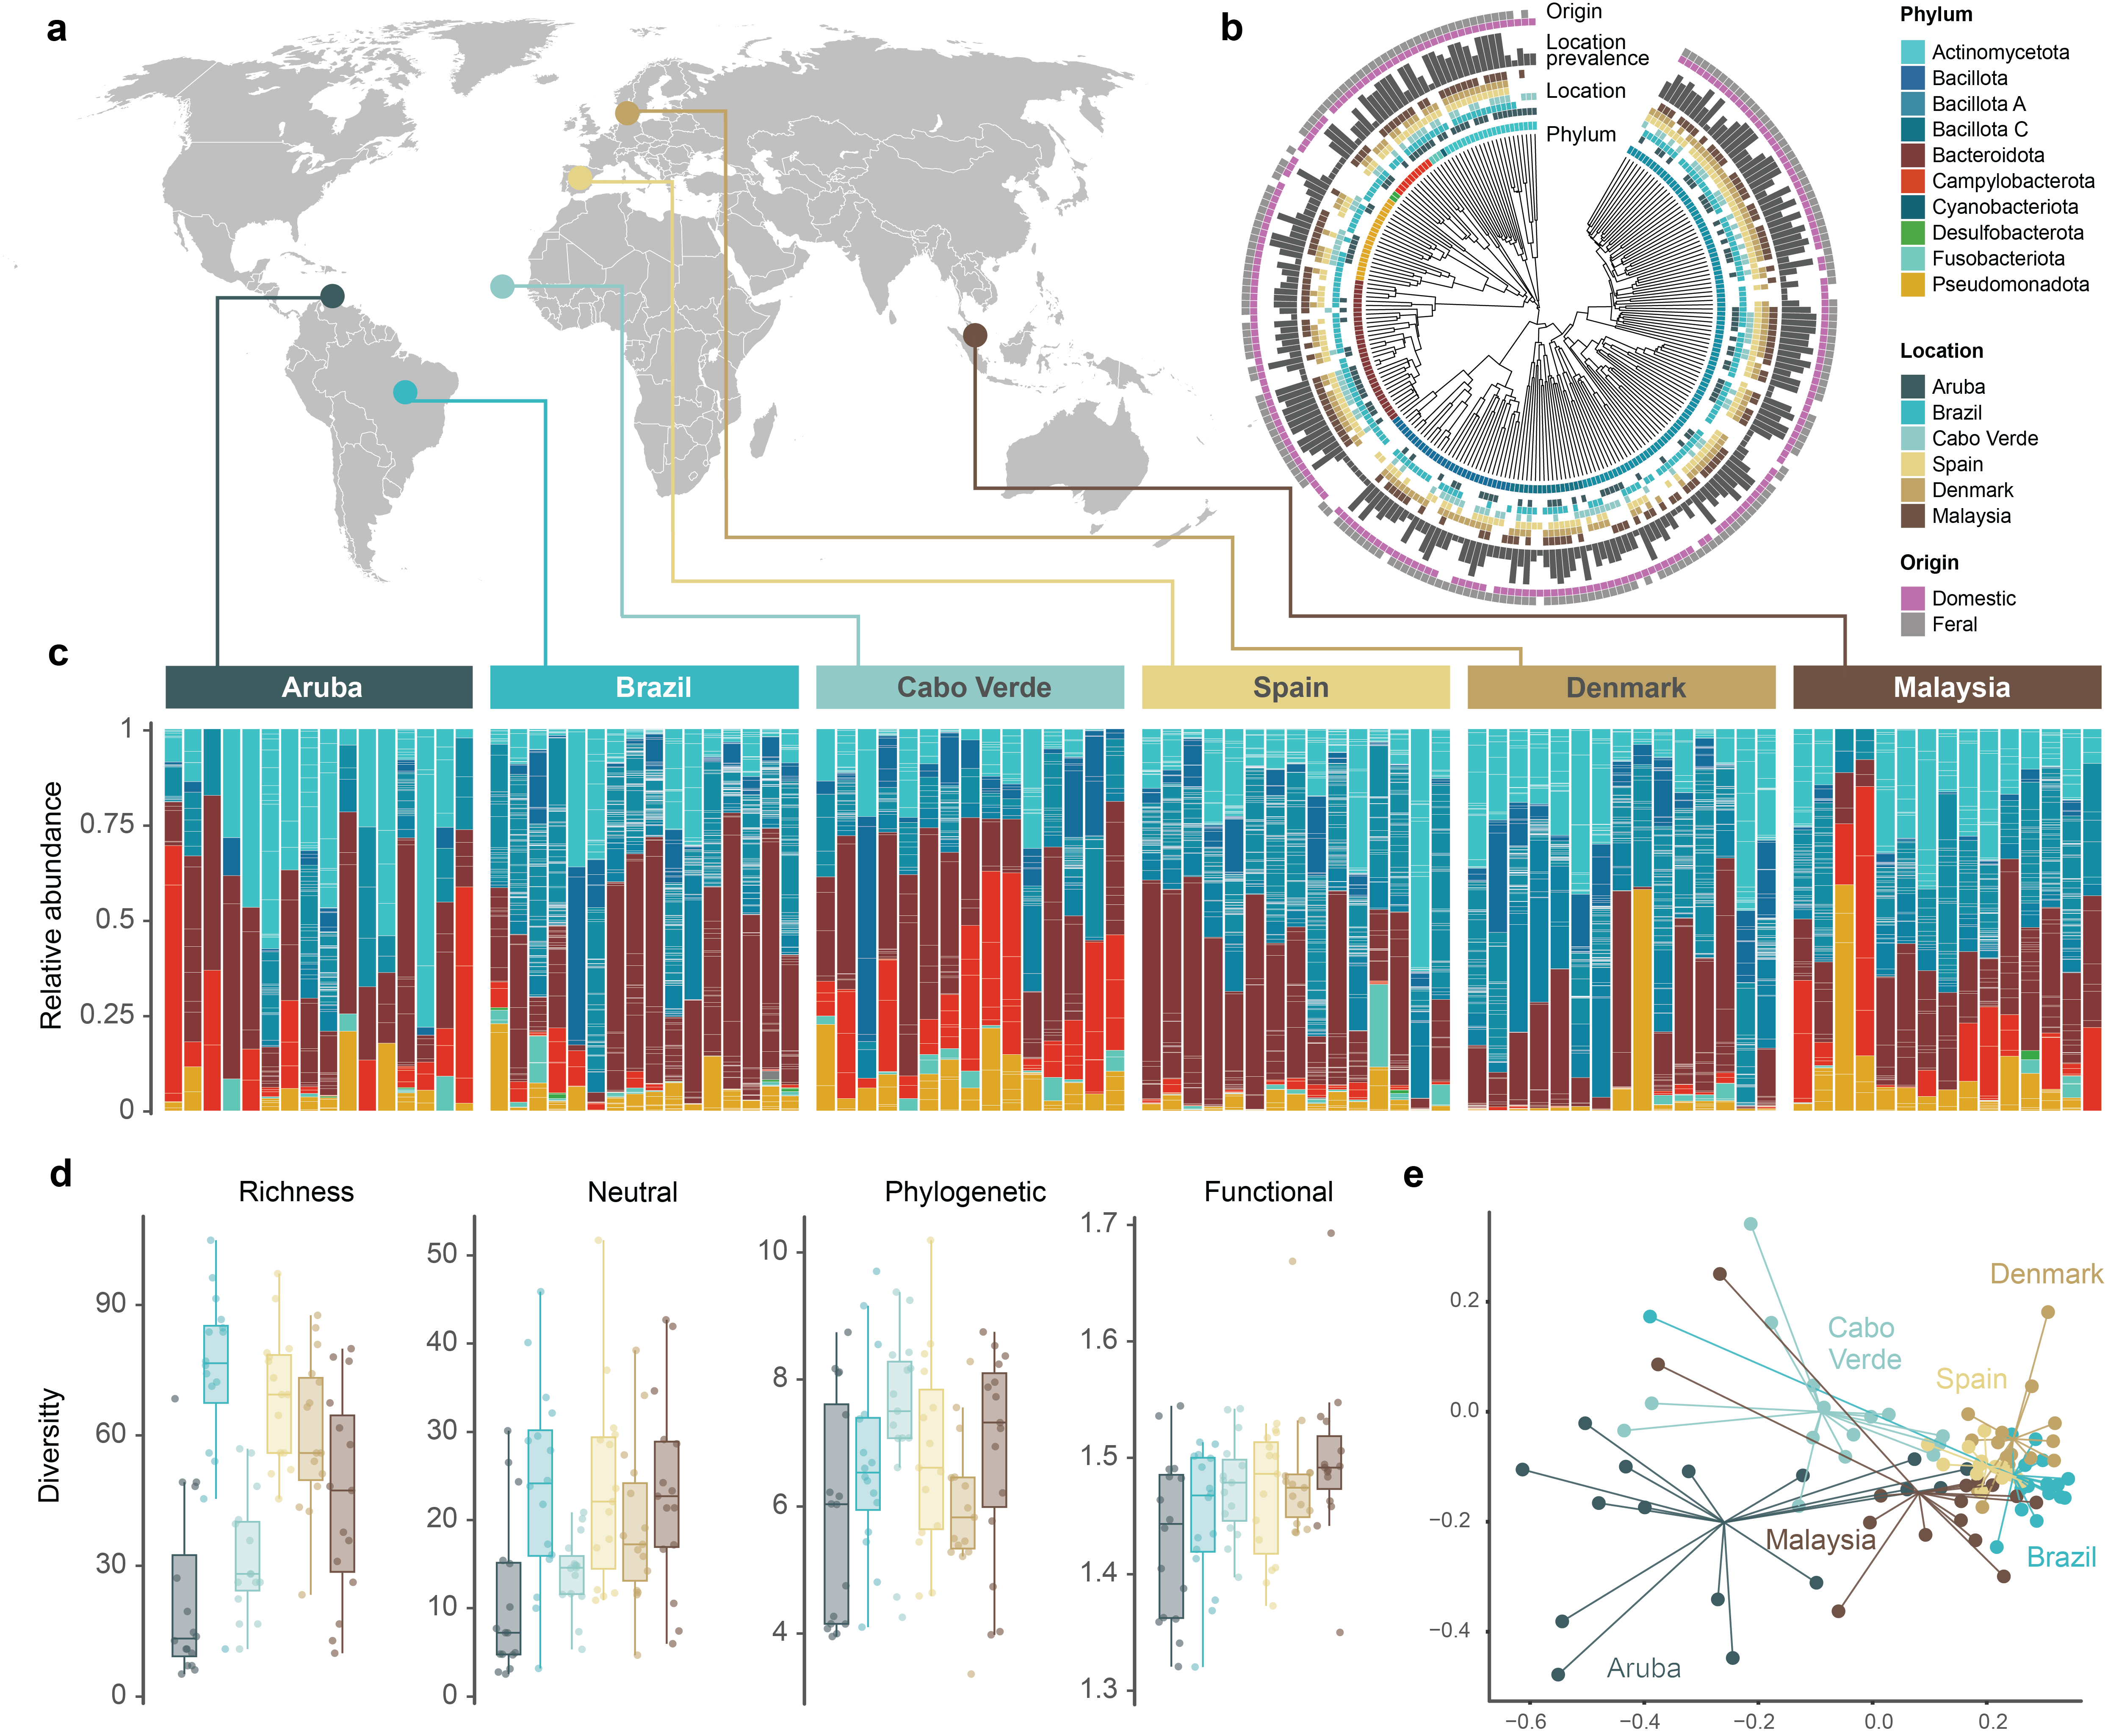 a
b
Origin
Location
prevalence
Location
Phylum
Phylum
Actinomycetota
Bacillota
Bacillota A
Bacillota C
Bacteroidota
Campylobacterota
Cyanobacteriota
Desulfobacterota
Fusobacteriota
Pseudomonadota
Location
Aruba
Brazil
Cabo Verde
Spain
Denmark
Malaysia
Origin
Domestic
Feral
c
Aruba
Brazil
Cabo Verde
Spain
Denmark
Malaysia
Relative abundance
1
0.75
0.5
0.25
0
d
Diversitty
Richness
90
60
30
0
Neutral
50
40
30
20
10
0
Phylogenetic
10
8
6
4
Functional
1.7
1.6
1.5
1.4
1.3
e
0.2
0.0
−0.2
−0.4
Denmark
Cabo
Verde
Spain
Malaysia
Brazil
Aruba
−0.6
−0.4
−0.2
0.0
0.2